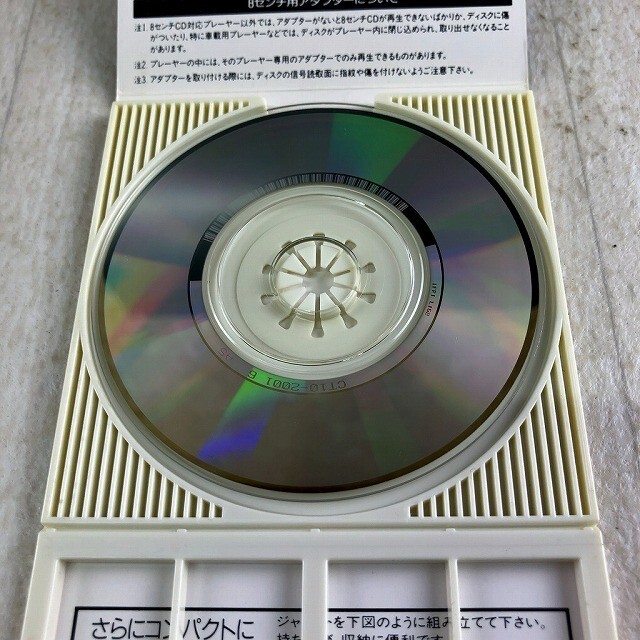 8センチ用アダプターについて
注1. 8センチCD対応プレーヤー以外では、アダプターがないと8センチCDが再生できないばかりか、ディスクに傷
がついたり、特に車載用プレーヤーなどでは、ディスクがプレーヤー内に閉じ込められ、取り出せなくなること
があります。
注2. プレーヤーの中には、そのプレーヤー専用のアダプターでのみ再生できるものがあります。
注3. アダプターを取り付ける際には、ディスクの信号読取面に指紋や傷を付けないようご注意下さい。
CT10-2001 B
さらにコンパクトに
ジャケットを下図のように組み立てて下さい。